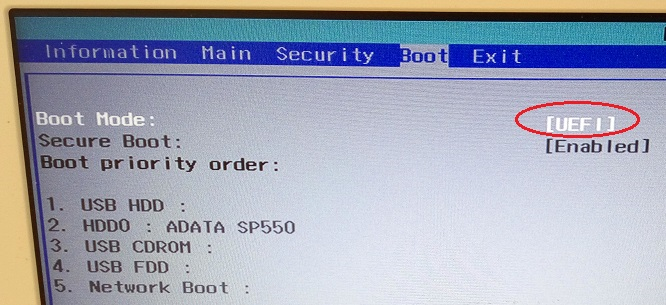 Information Main Security Boot Exit
Boot Mode: [UEFI]
Secure Boot: [Enabled]
Boot priority order:
1. USB HDD :
2. HDD0 : ADATA SP550
3. USB CDROM :
4. USB FDD :
5. Network Boot :